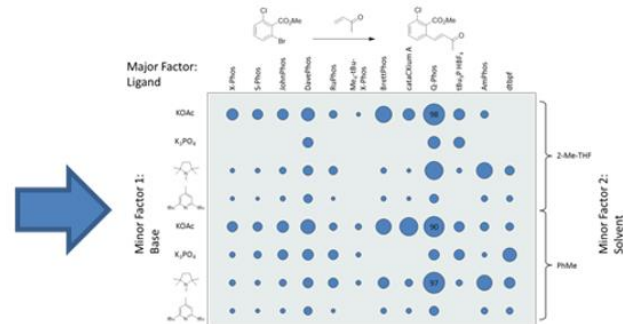 Cl
CO₂Me
Br
O
Cl
CO₂Me
O
Major Factor:
Ligand
X-Phos
S-Phos
JohnPhos
DavePhos
RuPhos
Me₄-tBu-
X-Phos
BrettPhos
cataCXium A
Q-Phos
tBu₃P HBF₄
AmPhos
dtbpf
Minor Factor 1:
Base
KOAc
98
K₃PO₄
N
2-Me-THF
KOAc
90
K₃PO₄
97
PhMe
Minor Factor 2:
Solvent